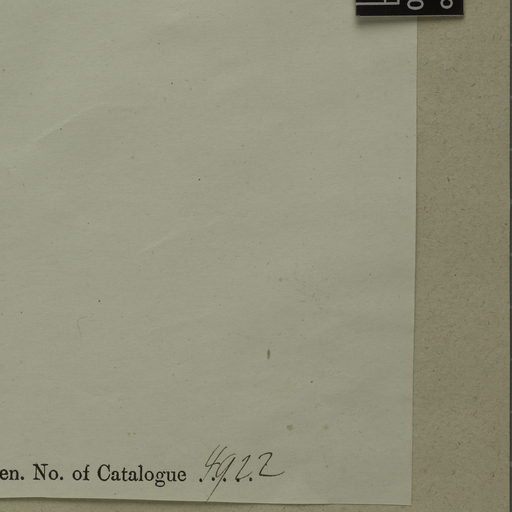 en. No. of Catalogue 4922